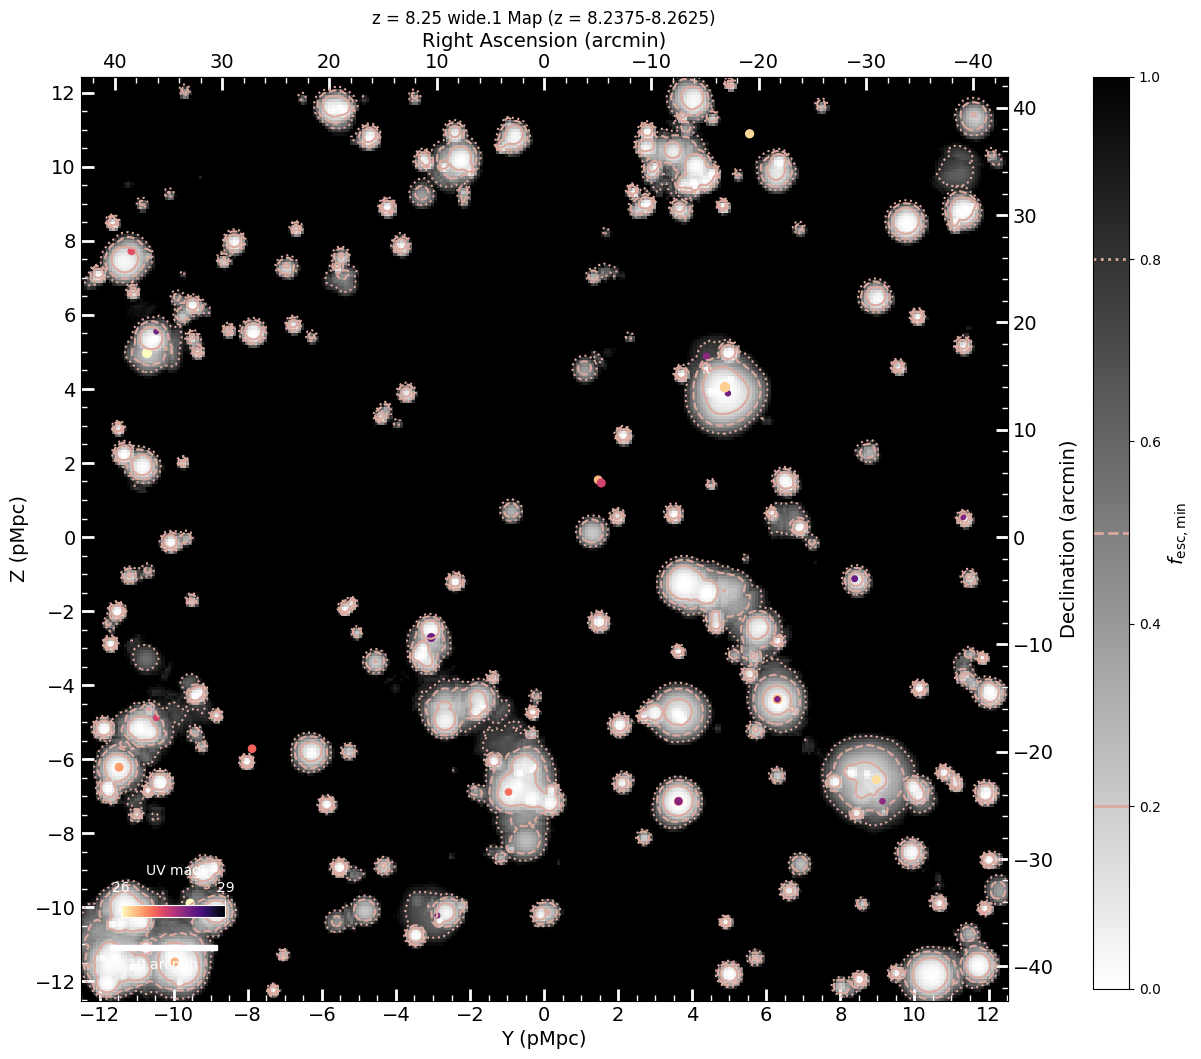 z = 8.25 wide.1 Map (z = 8.2375-8.2625)
Right Ascension (arcmin)
40 30 20 10 0 −10 −20 −30 −40
12 10 8 6 4 2 0 −2 −4 −6 −8 −10 −12
Z (pMpc)
40 30 20 10 0 −10 −20 −30 −40
Declination (arcmin)
1.0 0.8 0.6 0.4 0.2 0.0
fesc,min
UV mag
26 29
10 arcmin
−12 −10 −8 −6 −4 −2 0 2 4 6 8 10 12
Y (pMpc)